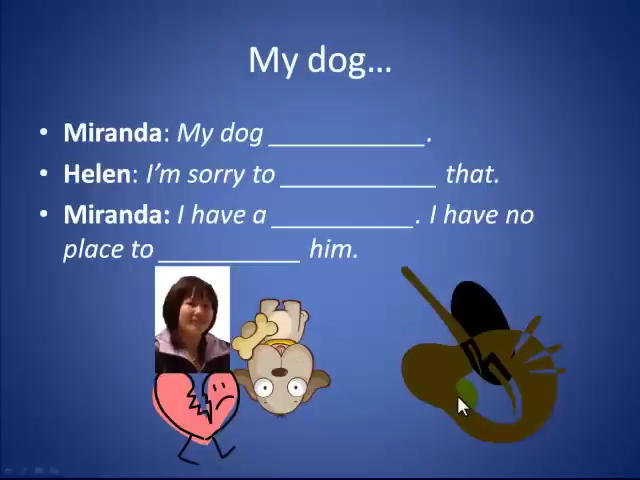 My dog...
• Miranda: My dog ___________.
• Helen: I'm sorry to ___________ that.
• Miranda: I have a __________. I have no
place to __________ him.